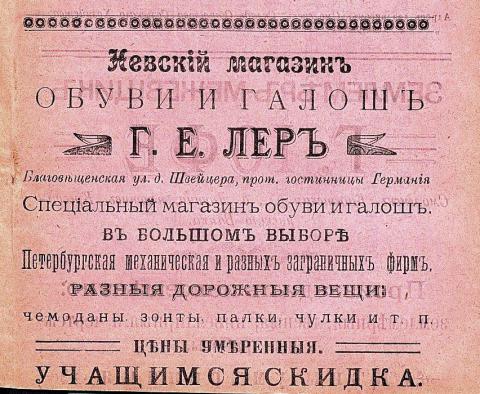 Невскій магазинъ
ОБУВИ И ГАЛОШЪ
Г. Е. ЛЕРЪ
Благовѣщенская ул. д. Швейцера, прот. гостинницы Германія
Спеціальный магазинъ обуви и галошъ.
ВЪ БОЛЬШОМЪ ВЫБОРѢ
Петербургская механическая и разныхъ заграничныхъ фирмъ,
РАЗНЫЯ ДОРОЖНЫЯ ВЕЩИ:
чемоданы, зонты, палки, чулки и т. п.
ЦѢНЫ УМѢРЕННЫЯ.
УЧАЩИМСЯ СКИДКА.